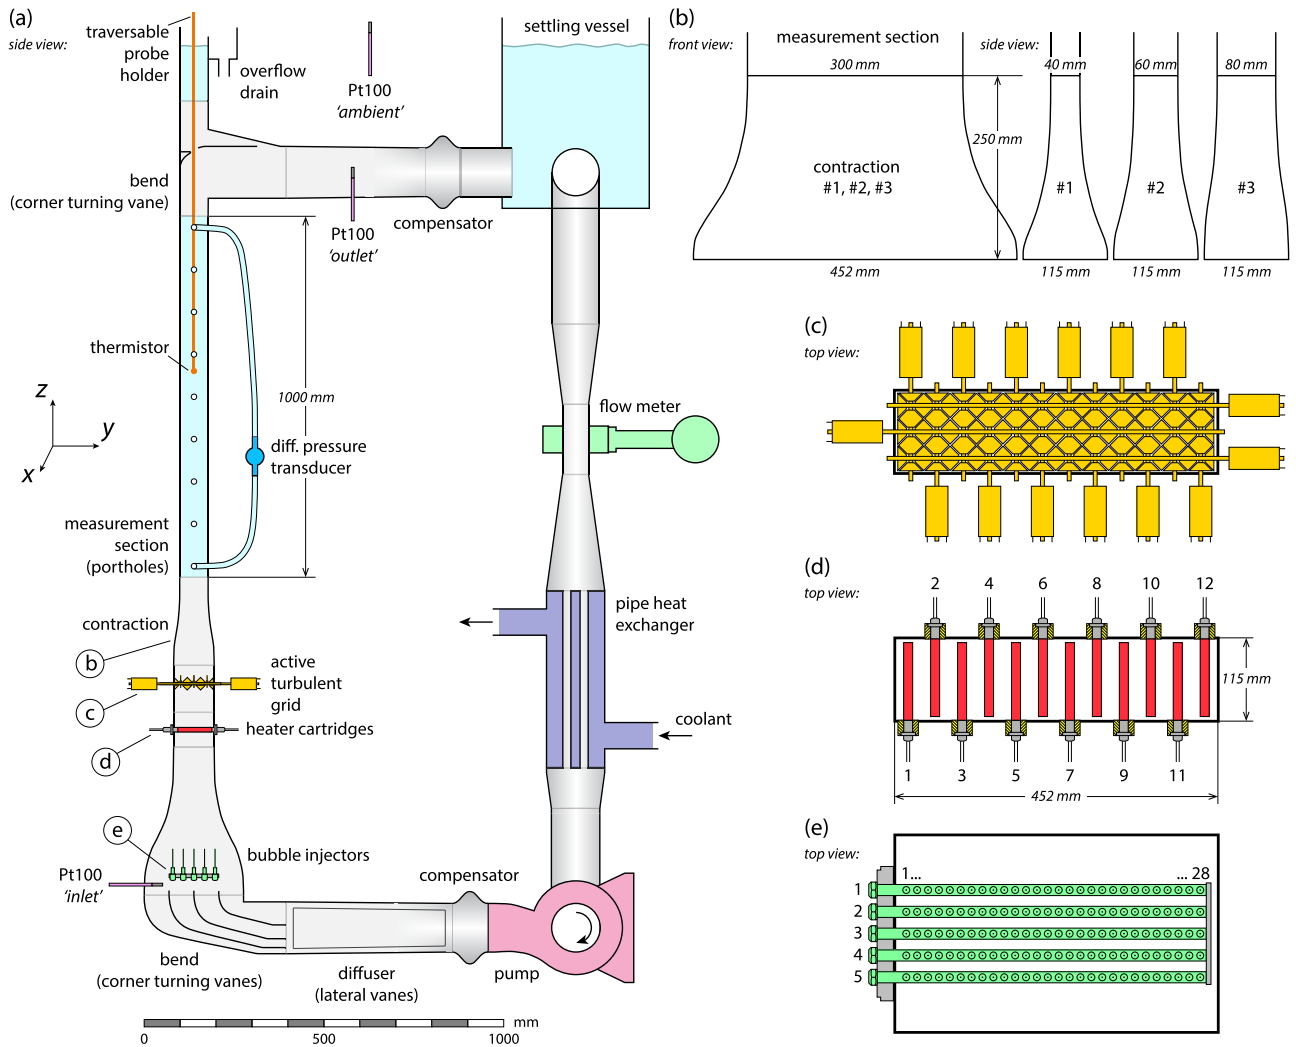 (a)
side view:
traversable
probe
holder
overflow
drain
Pt100
‘ambient’
settling vessel
bend
(corner turning vane)
compensator
Pt100
‘outlet’
thermistor
1000 mm
z
y
x
diff. pressure
transducer
flow meter
measurement
section
(portholes)
contraction
b
pipe heat
exchanger
active
turbulent
grid
c
heater cartridges
d
coolant
e
bubble injectors
Pt100
‘inlet’
compensator
bend
(corner turning vanes)
diffuser
(lateral vanes)
pump
mm
0
500
1000
(b)
front view:
measurement section
side view:
300 mm
40 mm
60 mm
80 mm
250 mm
contraction
#1, #2, #3
#1
#2
#3
452 mm
115 mm
115 mm
115 mm
(c)
top view:
(d)
top view:
2
4
6
8
10
12
115 mm
1
3
5
7
9
11
452 mm
(e)
top view:
1...
... 28
1
2
3
4
5